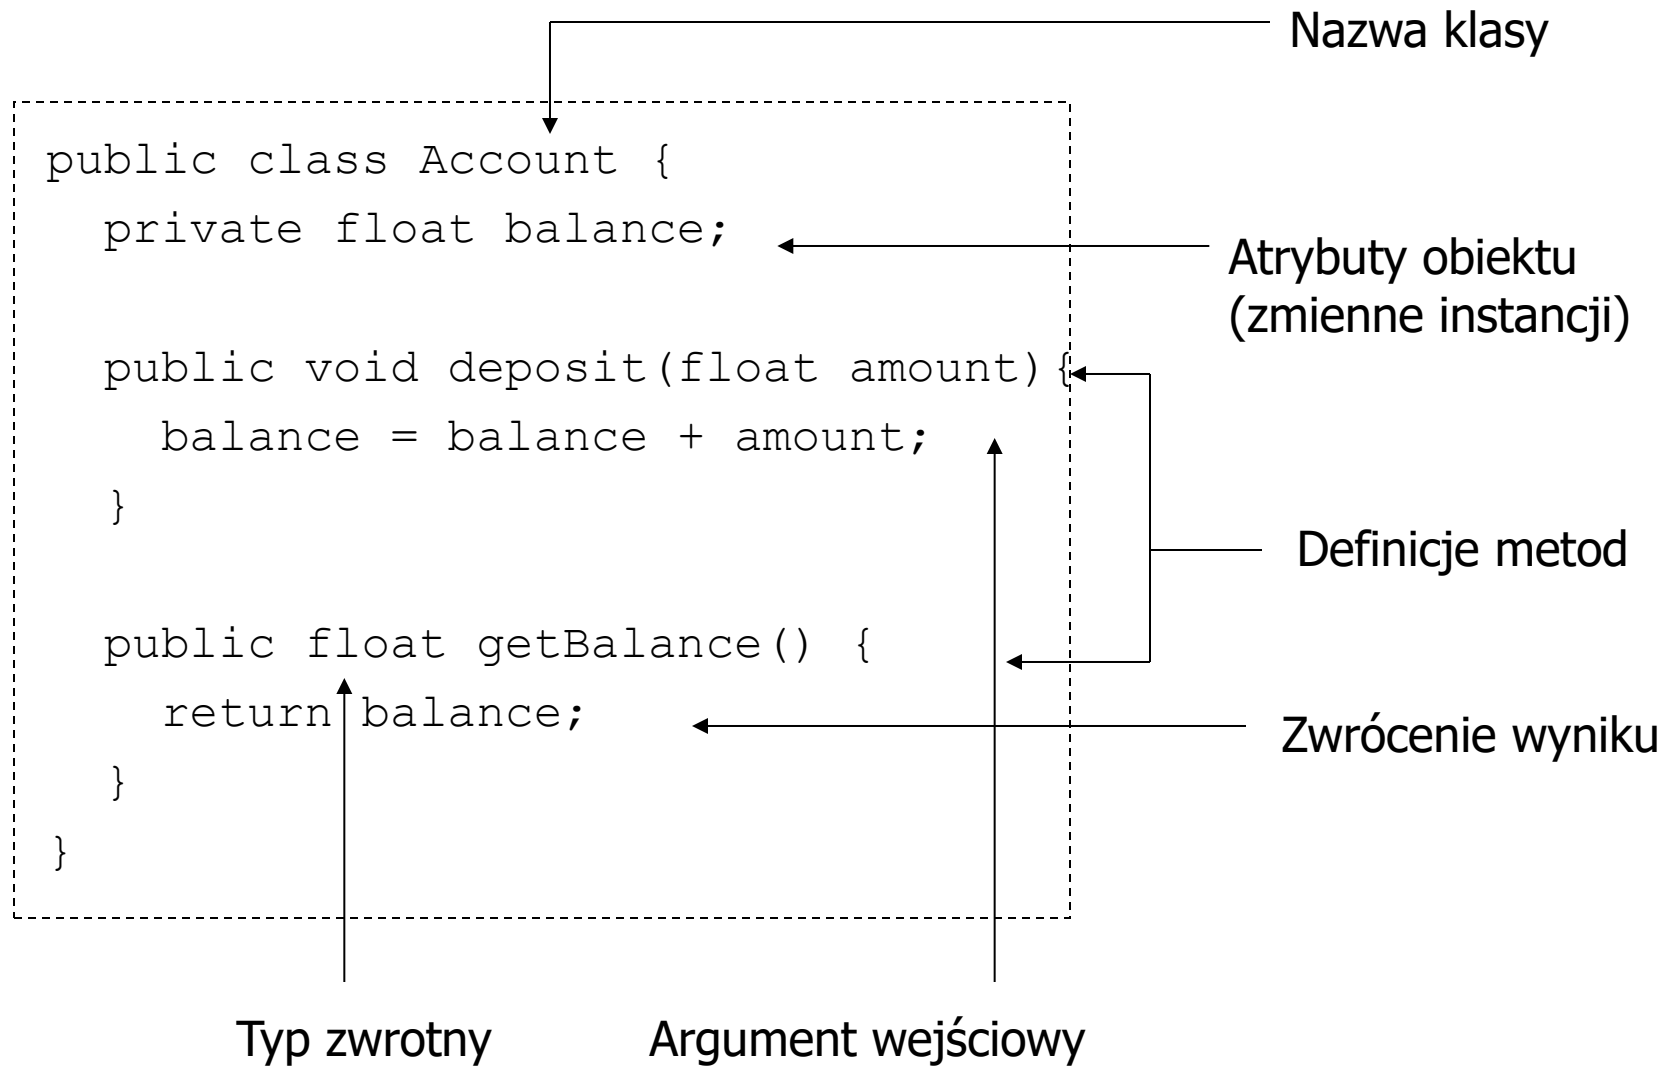 Nazwa klasy
public class Account {
private float balance;
Atrybuty obiektu
(zmienne instancji)
public void deposit(float amount){
balance = balance + amount;
}
Definicje metod
public float getBalance() {
return balance;
Zwrócenie wyniku
}
}
Typ zwrotny
Argument wejściowy